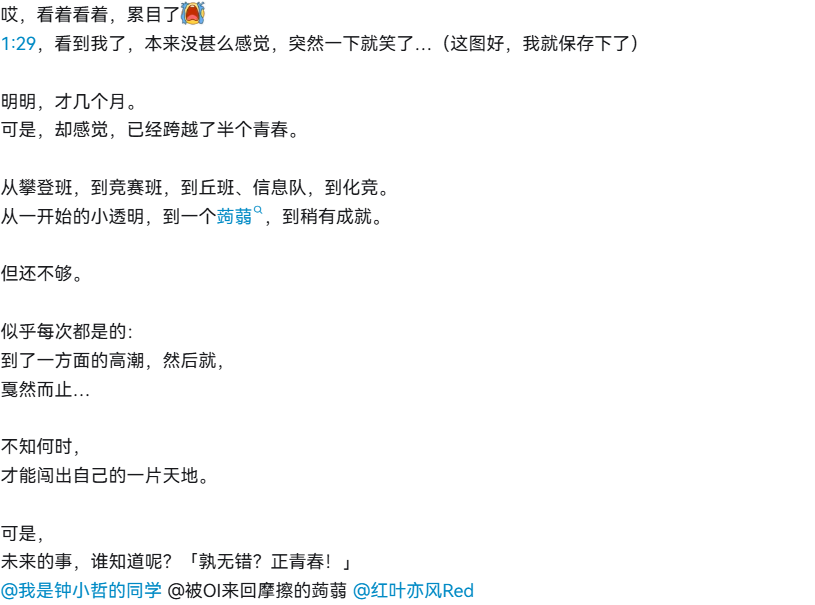 哎，看着看着，累目了
1:29，看到我了，本来没甚么感觉，突然一下就笑了…（这图好，我就保存下了）
明明，才几个月。
可是，却感觉，已经跨越了半个青春。
从攀登班，到竞赛班，到丘班、信息队，到化竞。
从一开始的小透明，到一个蒟蒻，到稍有成就。
但还不够。
似乎每次都是的：
到了一方面的高潮，然后就，
戛然而止…
不知何时，
才能闯出自己的一片天地。
可是，
未来的事，谁知道呢？「孰无错？正青春！」
@我是钟小哲的同学 @被OI来回摩擦的蒟蒻 @红叶亦风Red